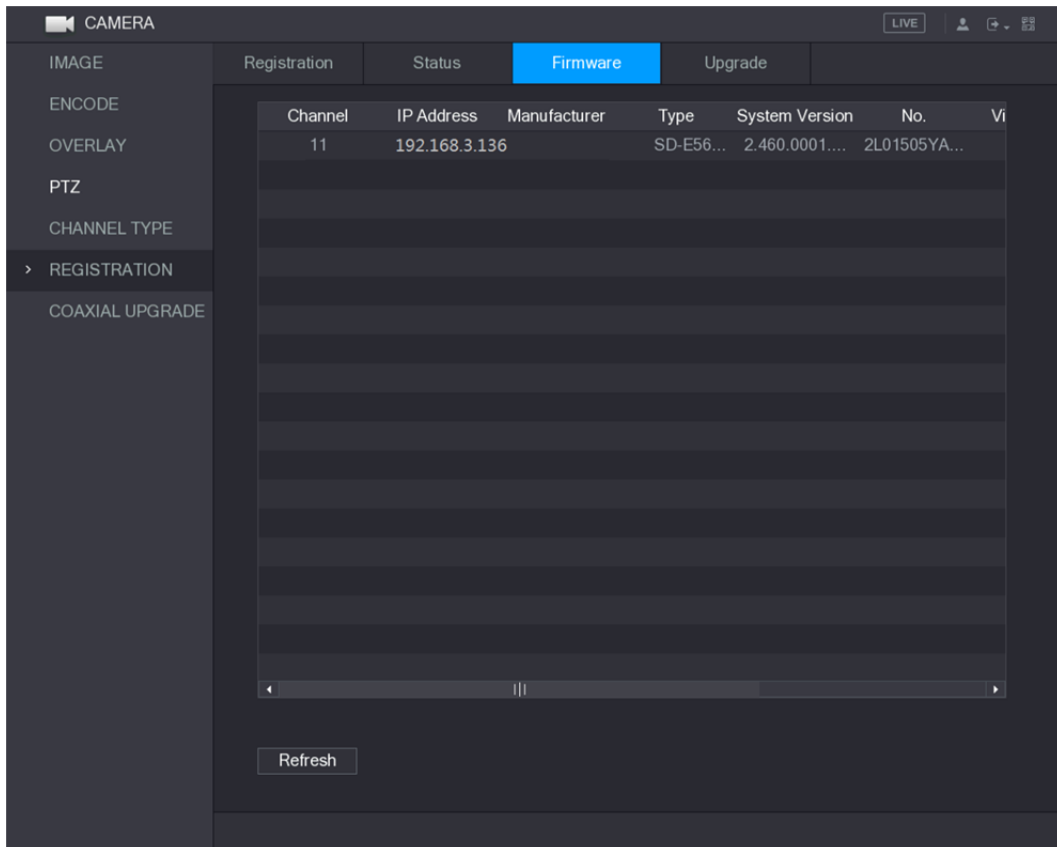 CAMERA LIVE
IMAGE
ENCODE
OVERLAY
PTZ
CHANNEL TYPE
> REGISTRATION
COAXIAL UPGRADE
Registration Status Firmware Upgrade
Channel IP Address Manufacturer Type System Version No. Vi
11 192.168.3.136 SD-E56... 2.460.0001.... 2L01505YA...
Refresh